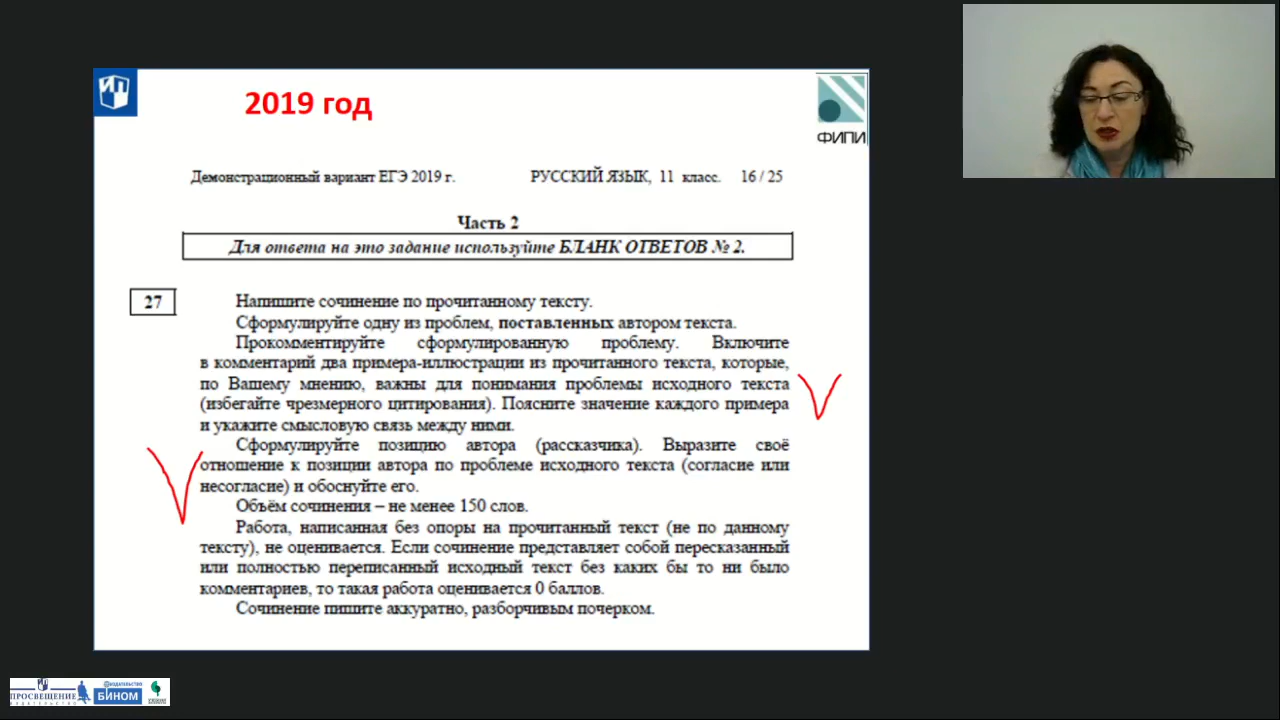 2019 год
ФИПИ
Демонстрационный вариант ЕГЭ 2019 г. РУССКИЙ ЯЗЫК, 11 класс. 16 / 25
Часть 2
Для ответа на это задание используйте БЛАНК ОТВЕТОВ № 2.
27
Напишите сочинение по прочитанному тексту.
Сформулируйте одну из проблем, поставленных автором текста.
Прокомментируйте сформулированную проблему. Включите
в комментарий два примера-иллюстрации из прочитанного текста, которые,
по Вашему мнению, важны для понимания проблемы исходного текста
(избегайте чрезмерного цитирования). Поясните значение каждого примера
и укажите смысловую связь между ними.
Сформулируйте позицию автора (рассказчика). Выразите своё
отношение к позиции автора по проблеме исходного текста (согласие или
несогласие) и обоснуйте его.
Объём сочинения – не менее 150 слов.
Работа, написанная без опоры на прочитанный текст (не по данному
тексту), не оценивается. Если сочинение представляет собой пересказанный
или полностью переписанный исходный текст без каких бы то ни было
комментариев, то такая работа оценивается 0 баллов.
Сочинение пишите аккуратно, разборчивым почерком.
ПРОСВЕЩЕНИЕ
ИЗДАТЕЛЬСТВО
ИЗДАТЕЛЬСТВО
БИНОМ